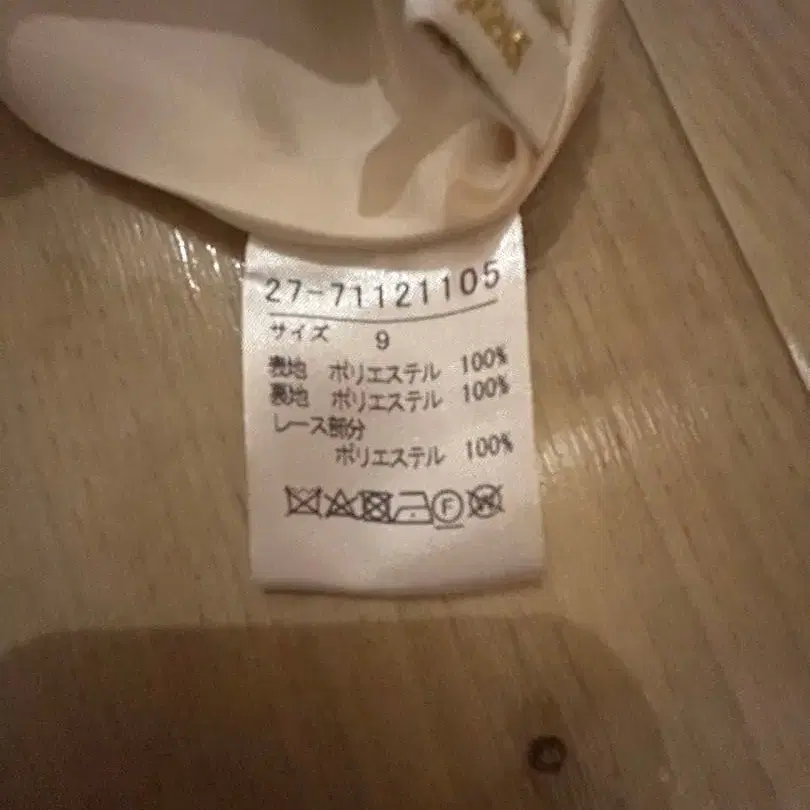 27-71121105
サイズ 9
表地 ポリエステル 100%
裏地 ポリエステル 100%
レース部分
ポリエステル 100%
F W